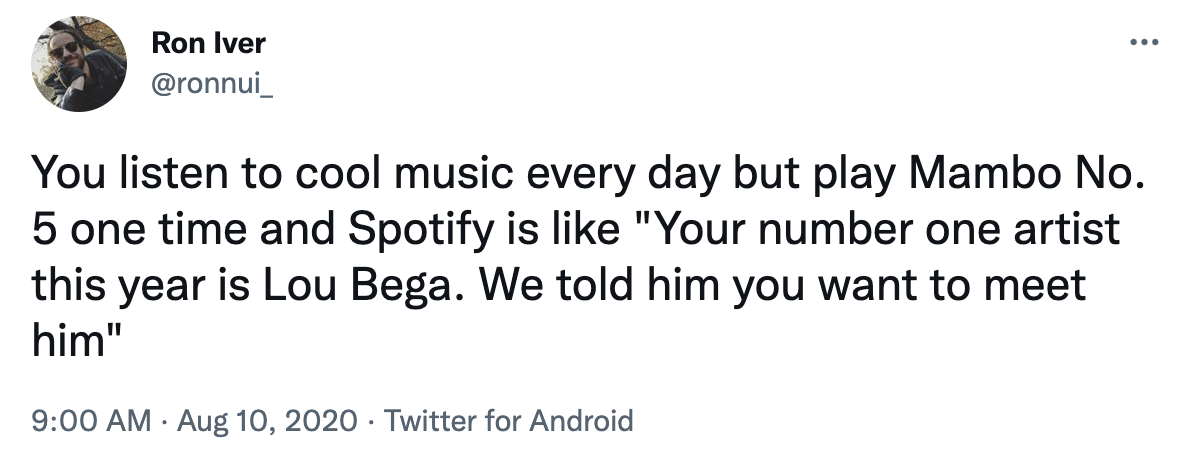 Ron Iver
@ronnui_
You listen to cool music every day but play Mambo No.
5 one time and Spotify is like "Your number one artist
this year is Lou Bega. We told him you want to meet
him"
9:00 AM · Aug 10, 2020 · Twitter for Android